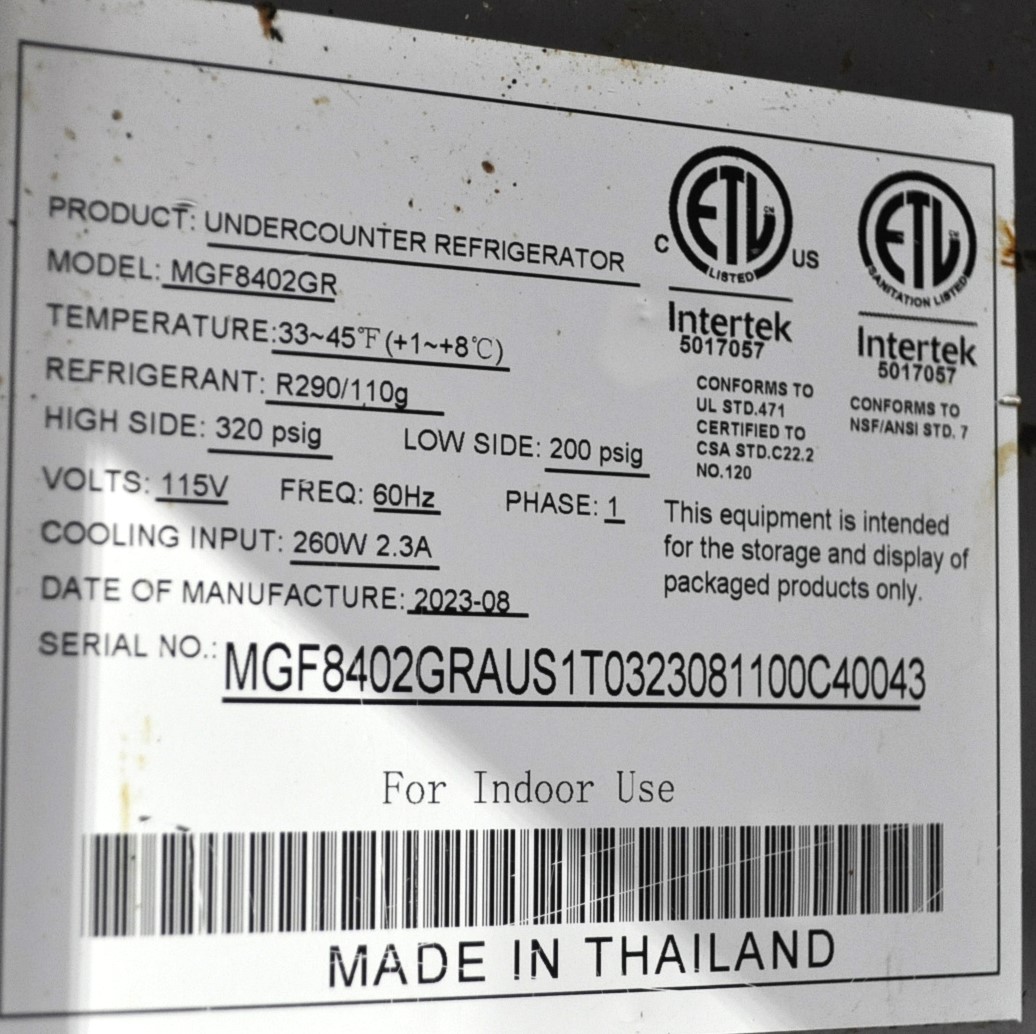 PRODUCT: UNDERCOUNTER REFRIGERATOR
MODEL: MGF8402GR
TEMPERATURE:33~45℉ (+1~+8℃)
REFRIGERANT: R290/110g
HIGH SIDE: 320 psig LOW SIDE: 200 psig
VOLTS: 115V FREQ: 60Hz PHASE: 1
COOLING INPUT: 260W 2.3A
DATE OF MANUFACTURE: 2023-08
SERIAL NO.: MGF8402GRAUS1T0323081100C40043
C ETL US
LISTED
Intertek
5017057
CONFORMS TO
UL STD.471
CERTIFIED TO
CSA STD.C22.2
NO.120
ETL
SANITATION LISTED
Intertek
5017057
CONFORMS TO
NSF/ANSI STD. 7
This equipment is intended
for the storage and display of
packaged products only.
For Indoor Use
MADE IN THAILAND